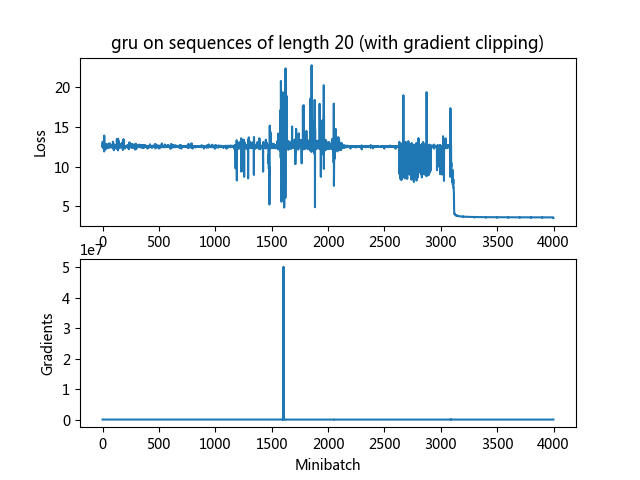 gru on sequences of length 20 (with gradient clipping)
20
15
10
5
Loss
0 500 1000 1500 2000 2500 3000 3500 4000
1e7
5
4
3
2
1
0
Gradients
0 500 1000 1500 2000 2500 3000 3500 4000
Minibatch